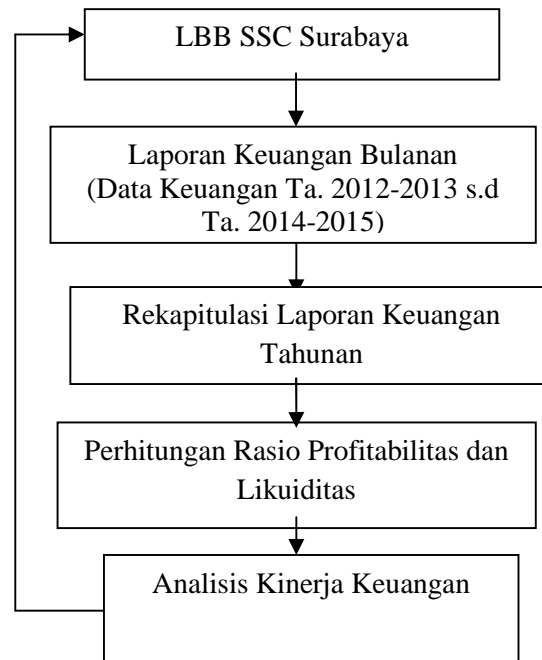 LBB SSC Surabaya
Laporan Keuangan Bulanan
(Data Keuangan Ta. 2012-2013 s.d
Ta. 2014-2015)
Rekapitulasi Laporan Keuangan
Tahunan
Perhitungan Rasio Profitabilitas dan
Likuiditas
Analisis Kinerja Keuangan